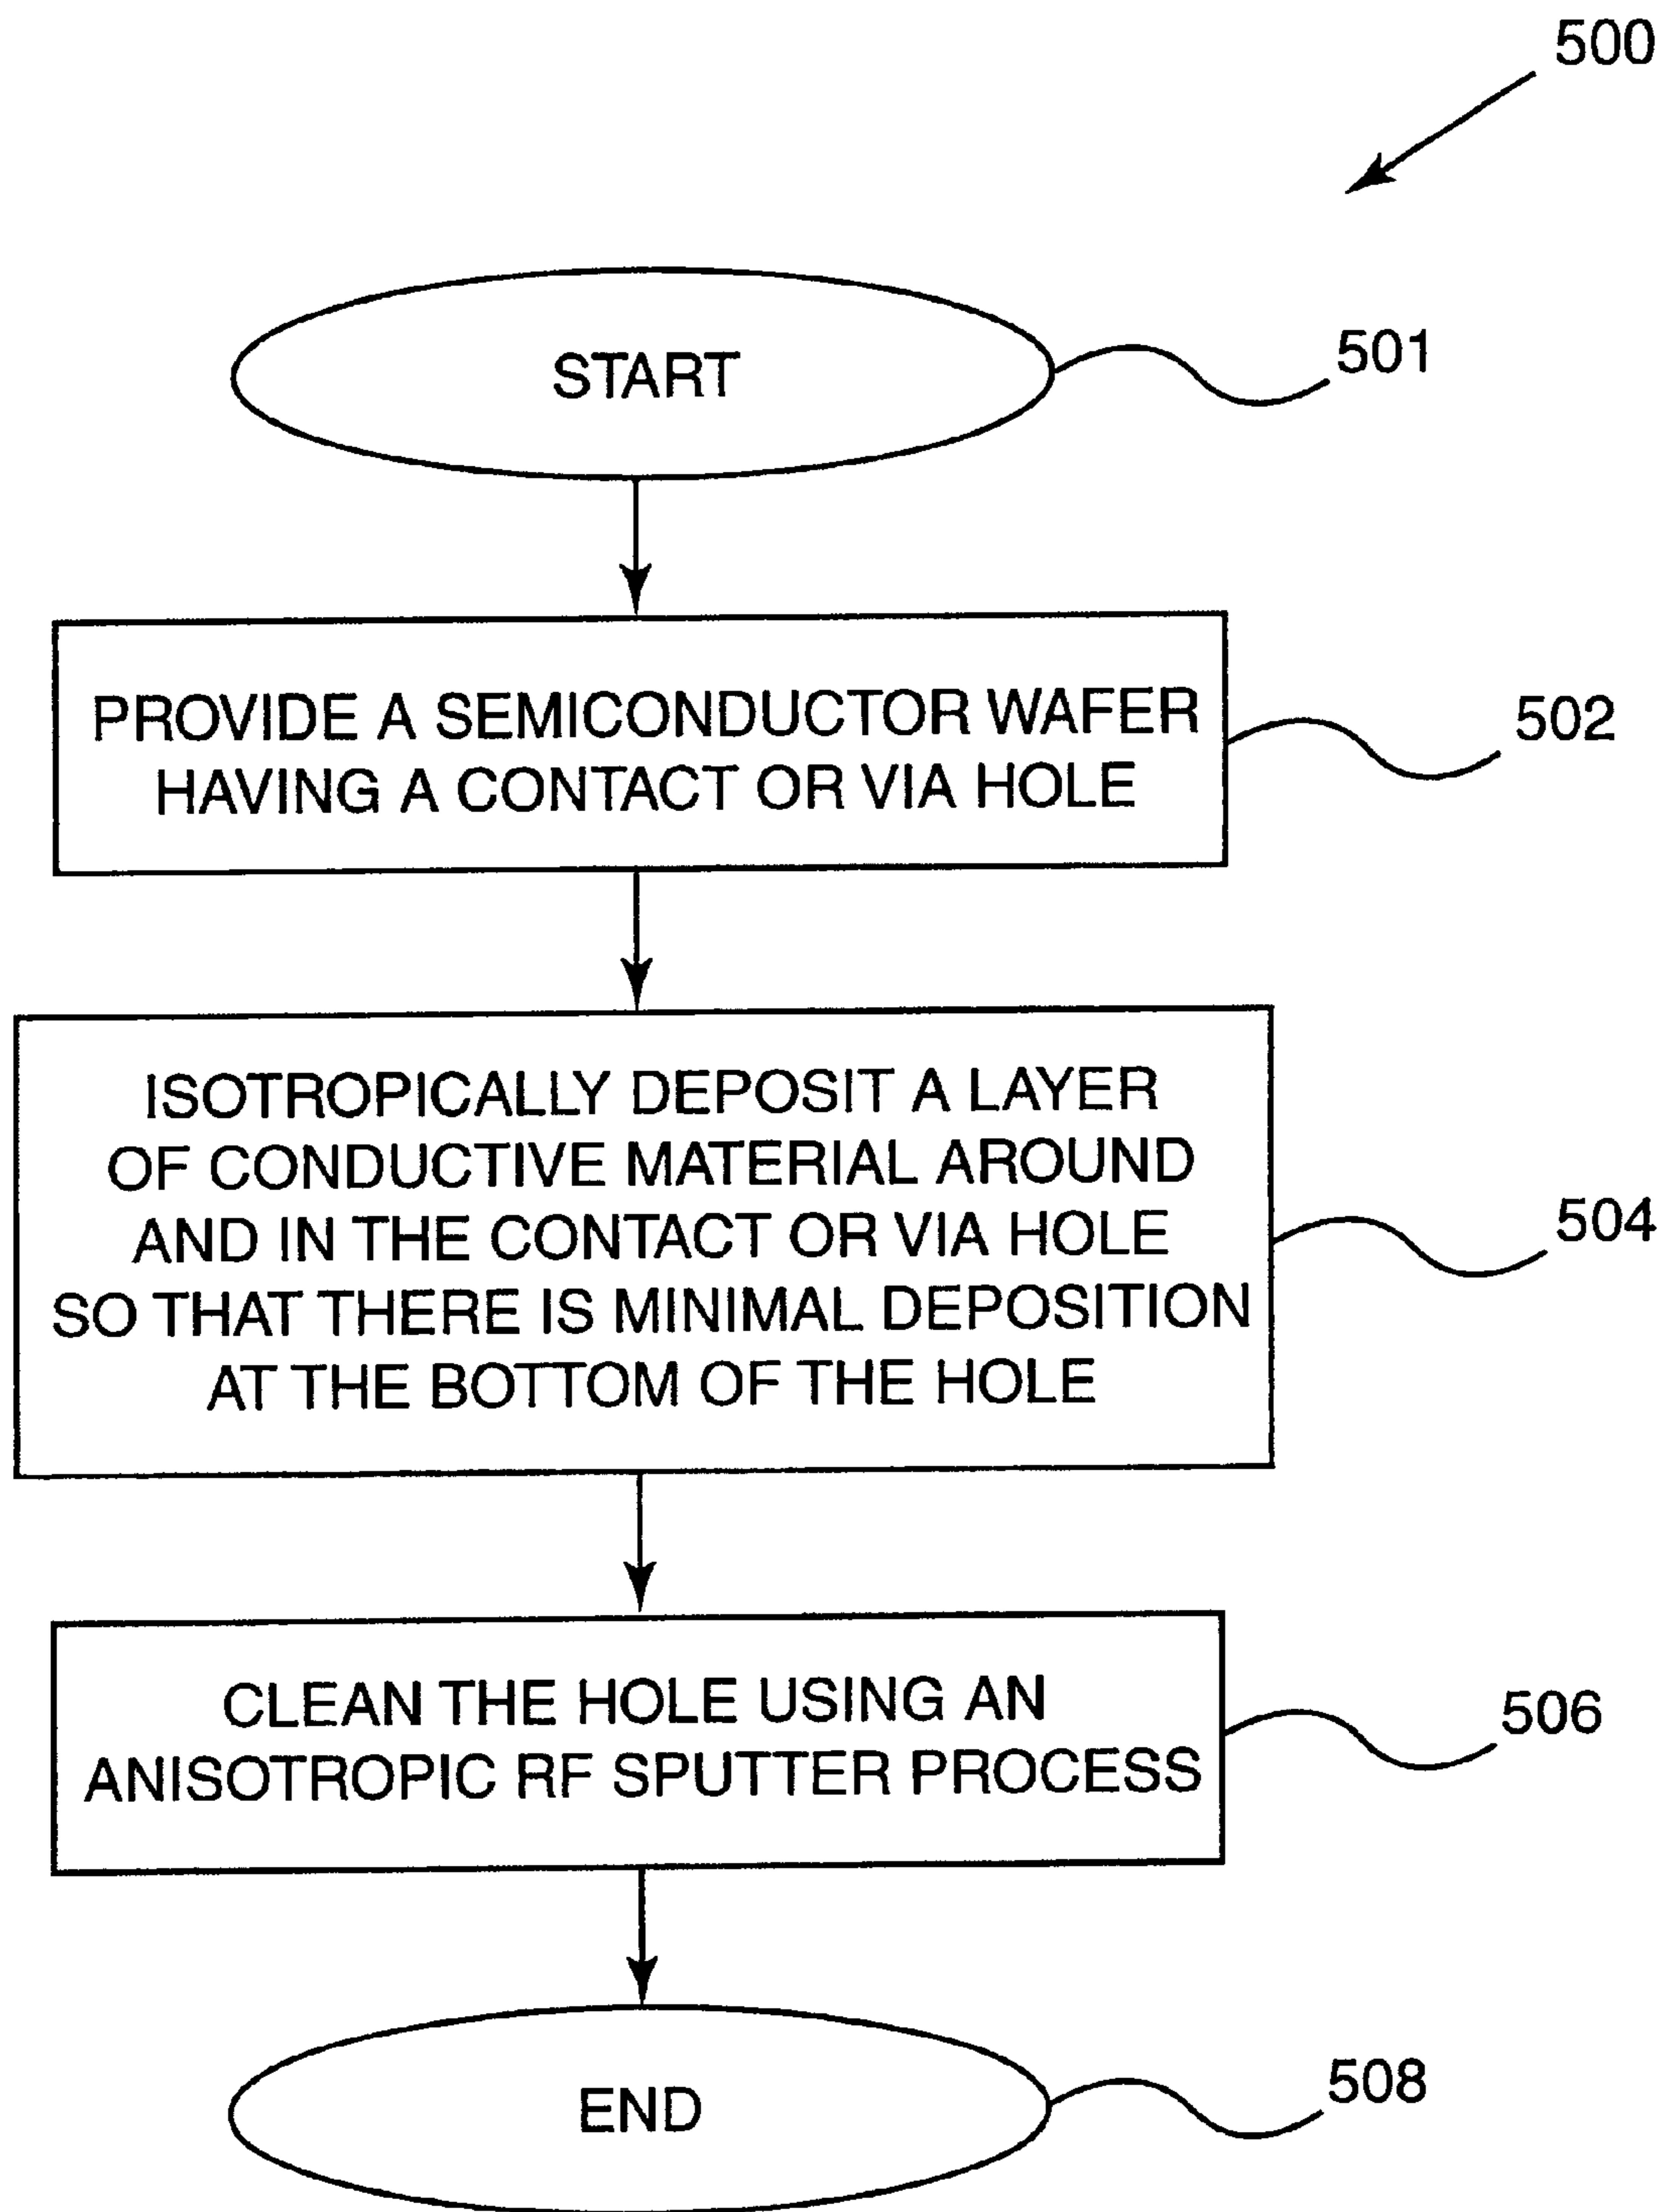 500
START
501
PROVIDE A SEMICONDUCTOR WAFER
HAVING A CONTACT OR VIA HOLE
502
ISOTROPICALLY DEPOSIT A LAYER
OF CONDUCTIVE MATERIAL AROUND
AND IN THE CONTACT OR VIA HOLE
SO THAT THERE IS MINIMAL DEPOSITION
AT THE BOTTOM OF THE HOLE
504
CLEAN THE HOLE USING AN
ANISOTROPIC RF SPUTTER PROCESS
506
END
508